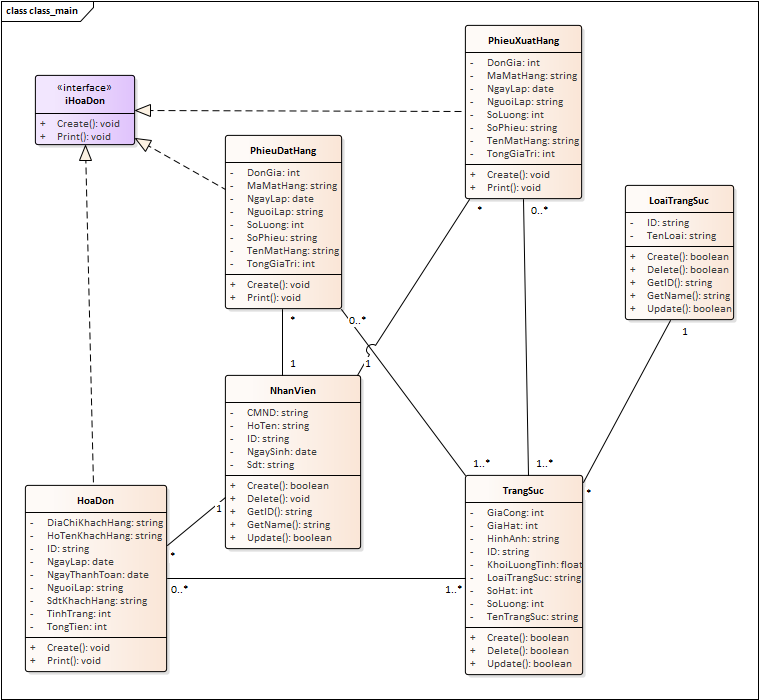 class class_main
«interface»
iHoaDon
+ Create(): void
+ Print(): void
PhieuXuatHang
- DonGia: int
- MaMatHang: string
- NgayLap: date
- NguoiLap: string
- SoLuong: int
- SoPhieu: string
- TenMatHang: string
- TongGiaTri: int
+ Create(): void
+ Print(): void
PhieuDatHang
- DonGia: int
- MaMatHang: string
- NgayLap: date
- NguoiLap: string
- SoLuong: int
- SoPhieu: string
- TenMatHang: string
- TongGiaTri: int
+ Create(): void
+ Print(): void
LoaiTrangSuc
- ID: string
- TenLoai: string
+ Create(): boolean
+ Delete(): boolean
+ GetID(): string
+ GetName(): string
+ Update(): boolean
*
0..*
*
0..*
1
1
1
NhanVien
- CMND: string
- HoTen: string
- ID: string
- NgaySinh: date
- Sdt: string
+ Create(): boolean
+ Delete(): void
+ GetID(): string
+ GetName(): string
+ Update(): boolean
1..*
1..*
*
1
*
HoaDon
- DiaChiKhachHang: string
- HoTenKhachHang: string
- ID: string
- NgayLap: date
- NgayThanhToan: date
- NguoiLap: string
- SdtKhachHang: string
- TinhTrang: int
- TongTien: int
+ Create(): void
+ Print(): void
0..*
1..*
TrangSuc
- GiaCong: int
- GiaHat: int
- HinhAnh: string
- ID: string
- KhoiLuongTinh: float
- LoaiTrangSuc: string
- SoHat: int
- SoLuong: int
- TenTrangSuc: string
+ Create(): boolean
+ Delete(): boolean
+ Update(): boolean